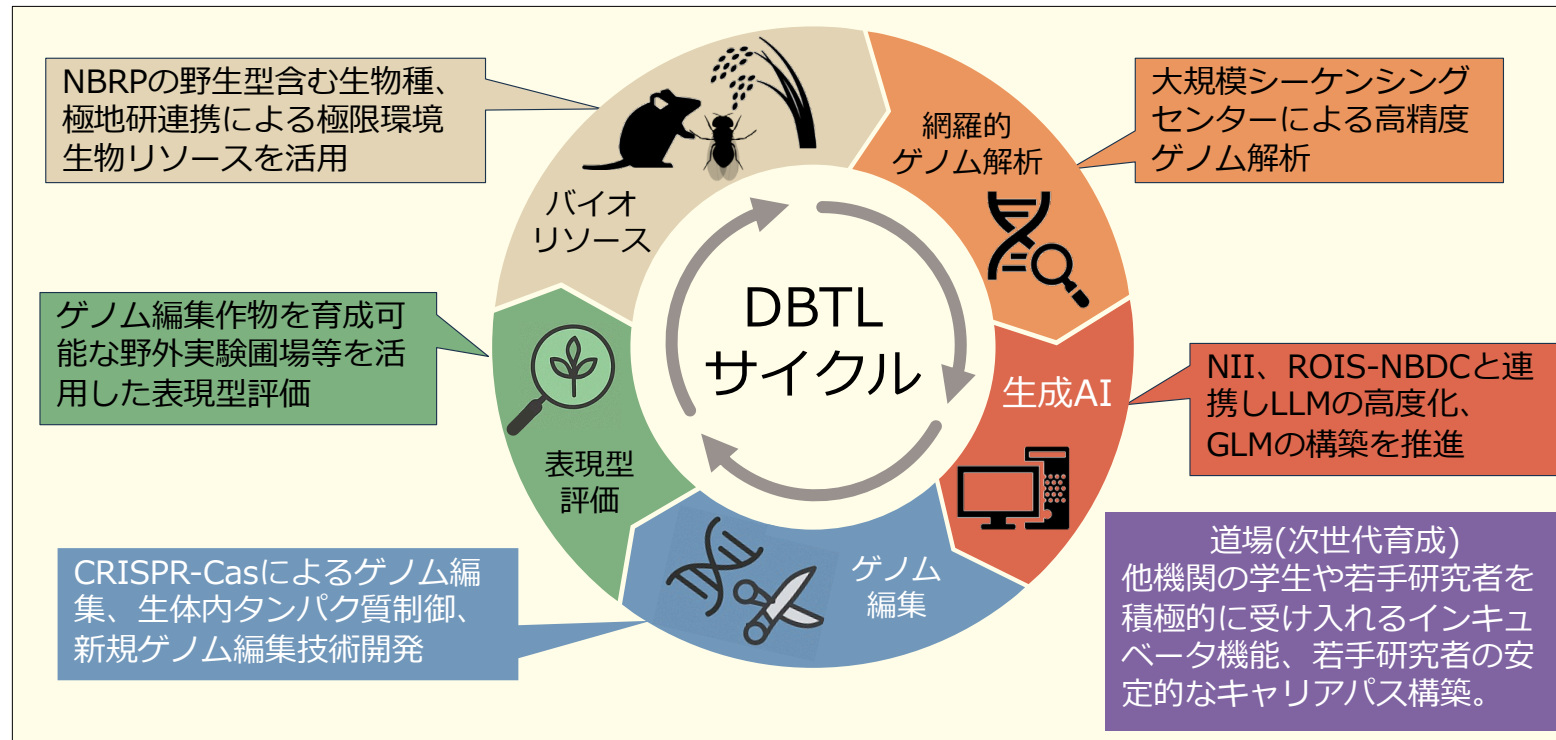 NBRPの野生型含む生物種、
極地研連携による極限環境
生物リソースを活用
大規模シーケンシング
センターによる高精度
ゲノム解析
網羅的
ゲノム解析
バイオ
リソース
DBTL
サイクル
ゲノム編集作物を育成可
能な野外実験圃場等を活
用した表現型評価
生成AI
NII、ROIS-NBDCと連
携しLLMの高度化、
GLMの構築を推進
表現型
評価
ゲノム
編集
CRISPR-Casによるゲノム編
集、生体内タンパク質制御、
新規ゲノム編集技術開発
道場(次世代育成)
他機関の学生や若手研究者を
積極的に受け入れるインキュ
ベータ機能、若手研究者の安
定的なキャリアパス構築。